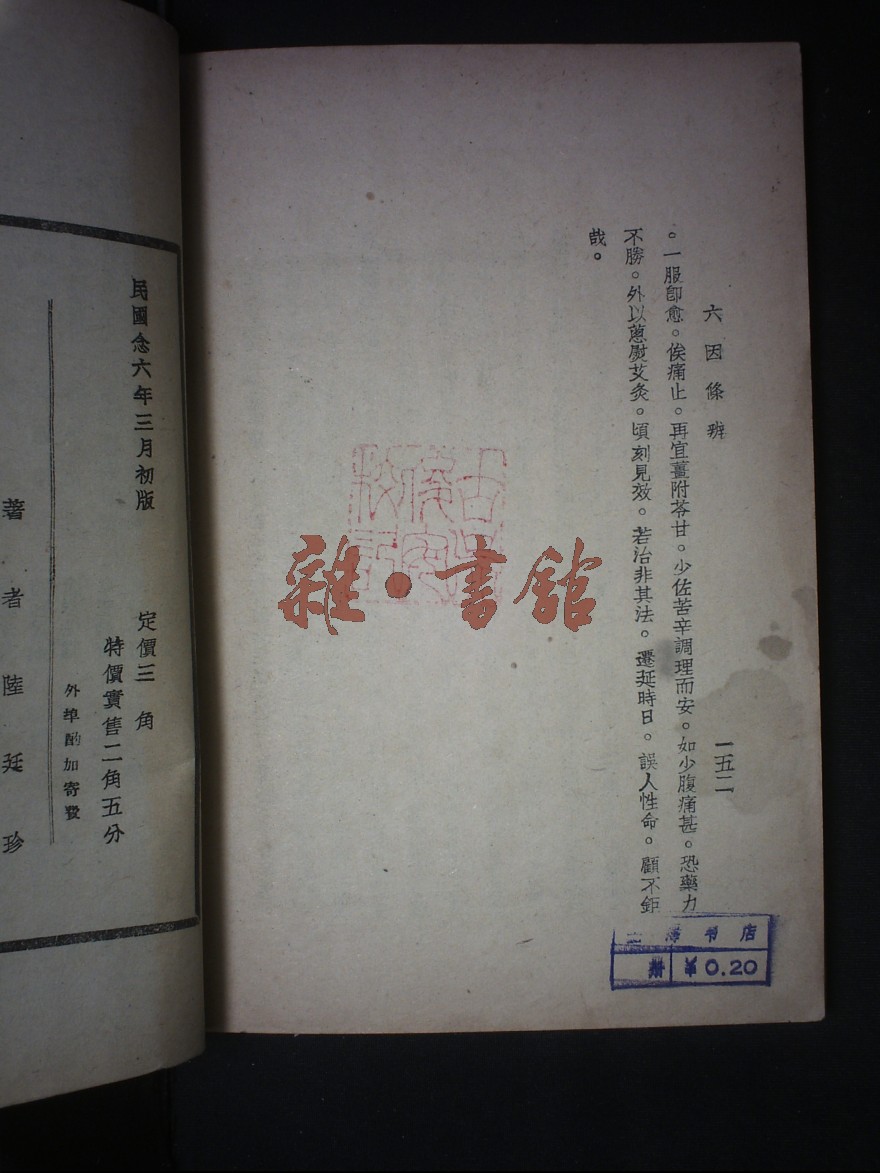 六因條辨
一五二
。一服卽愈。俟痛止。再宜薑附苓甘。少佐苦辛調理而安。如少腹痛甚。恐藥力
不勝。外以蔥熨艾灸。頃刻見效。若治非其法。遷延時日。誤人性命。顧不鉅
哉。
雜·書館
书店
册 ¥0.20
民國念六年三月初版
定價三角
特價實售二角五分
外埠酌加寄費
著者陸廷珍